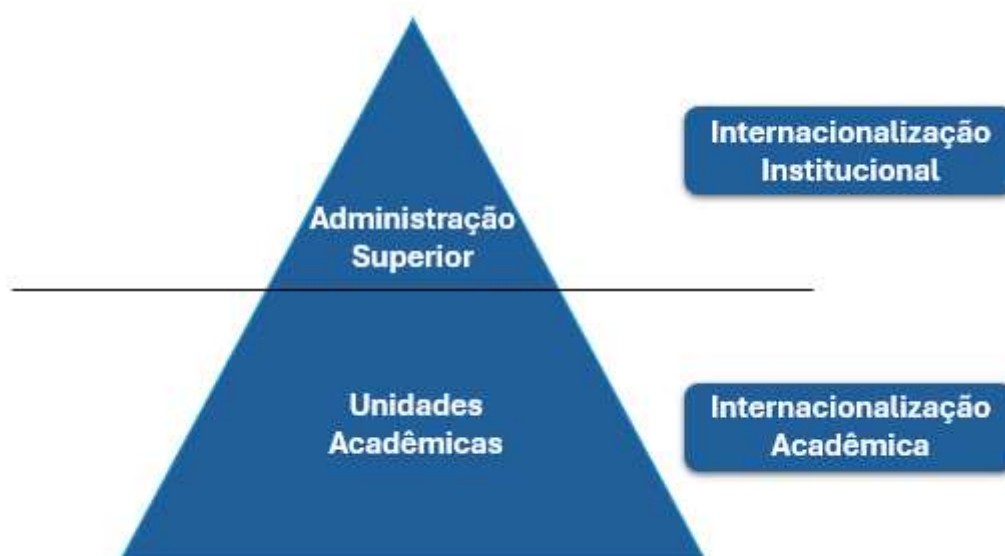 Internacionalização
Institucional
Administração
Superior
Unidades
Acadêmicas
Internacionalização
Acadêmica